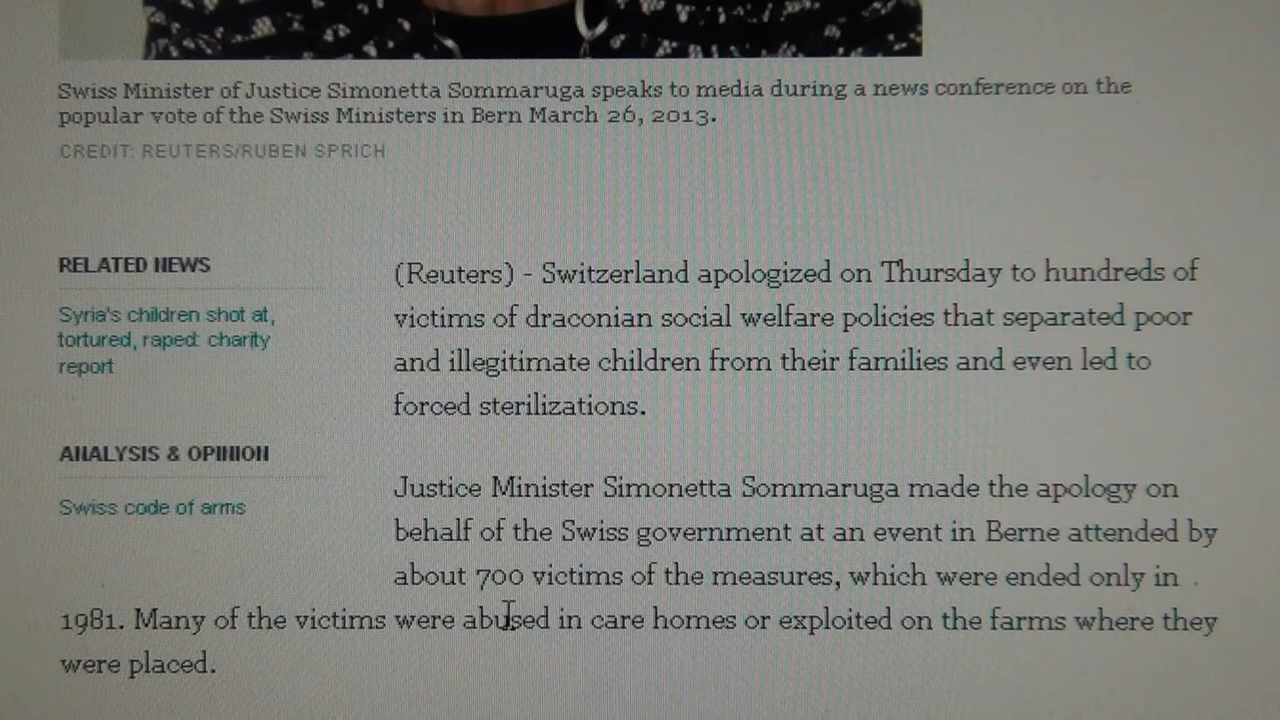 Swiss Minister of Justice Simonetta Sommaruga speaks to media during a news conference on the
popular vote of the Swiss Ministers in Bern March 26, 2013.
CREDIT: REUTERS/RUBEN SPRICH
RELATED NEWS
Syria's children shot at,
tortured, raped: charity
report
ANALYSIS & OPINION
Swiss code of arms
(Reuters) - Switzerland apologized on Thursday to hundreds of
victims of draconian social welfare policies that separated poor
and illegitimate children from their families and even led to
forced sterilizations.
Justice Minister Simonetta Sommaruga made the apology on
behalf of the Swiss government at an event in Berne attended by
about 700 victims of the measures, which were ended only in
1981. Many of the victims were abused in care homes or exploited on the farms where they
were placed.